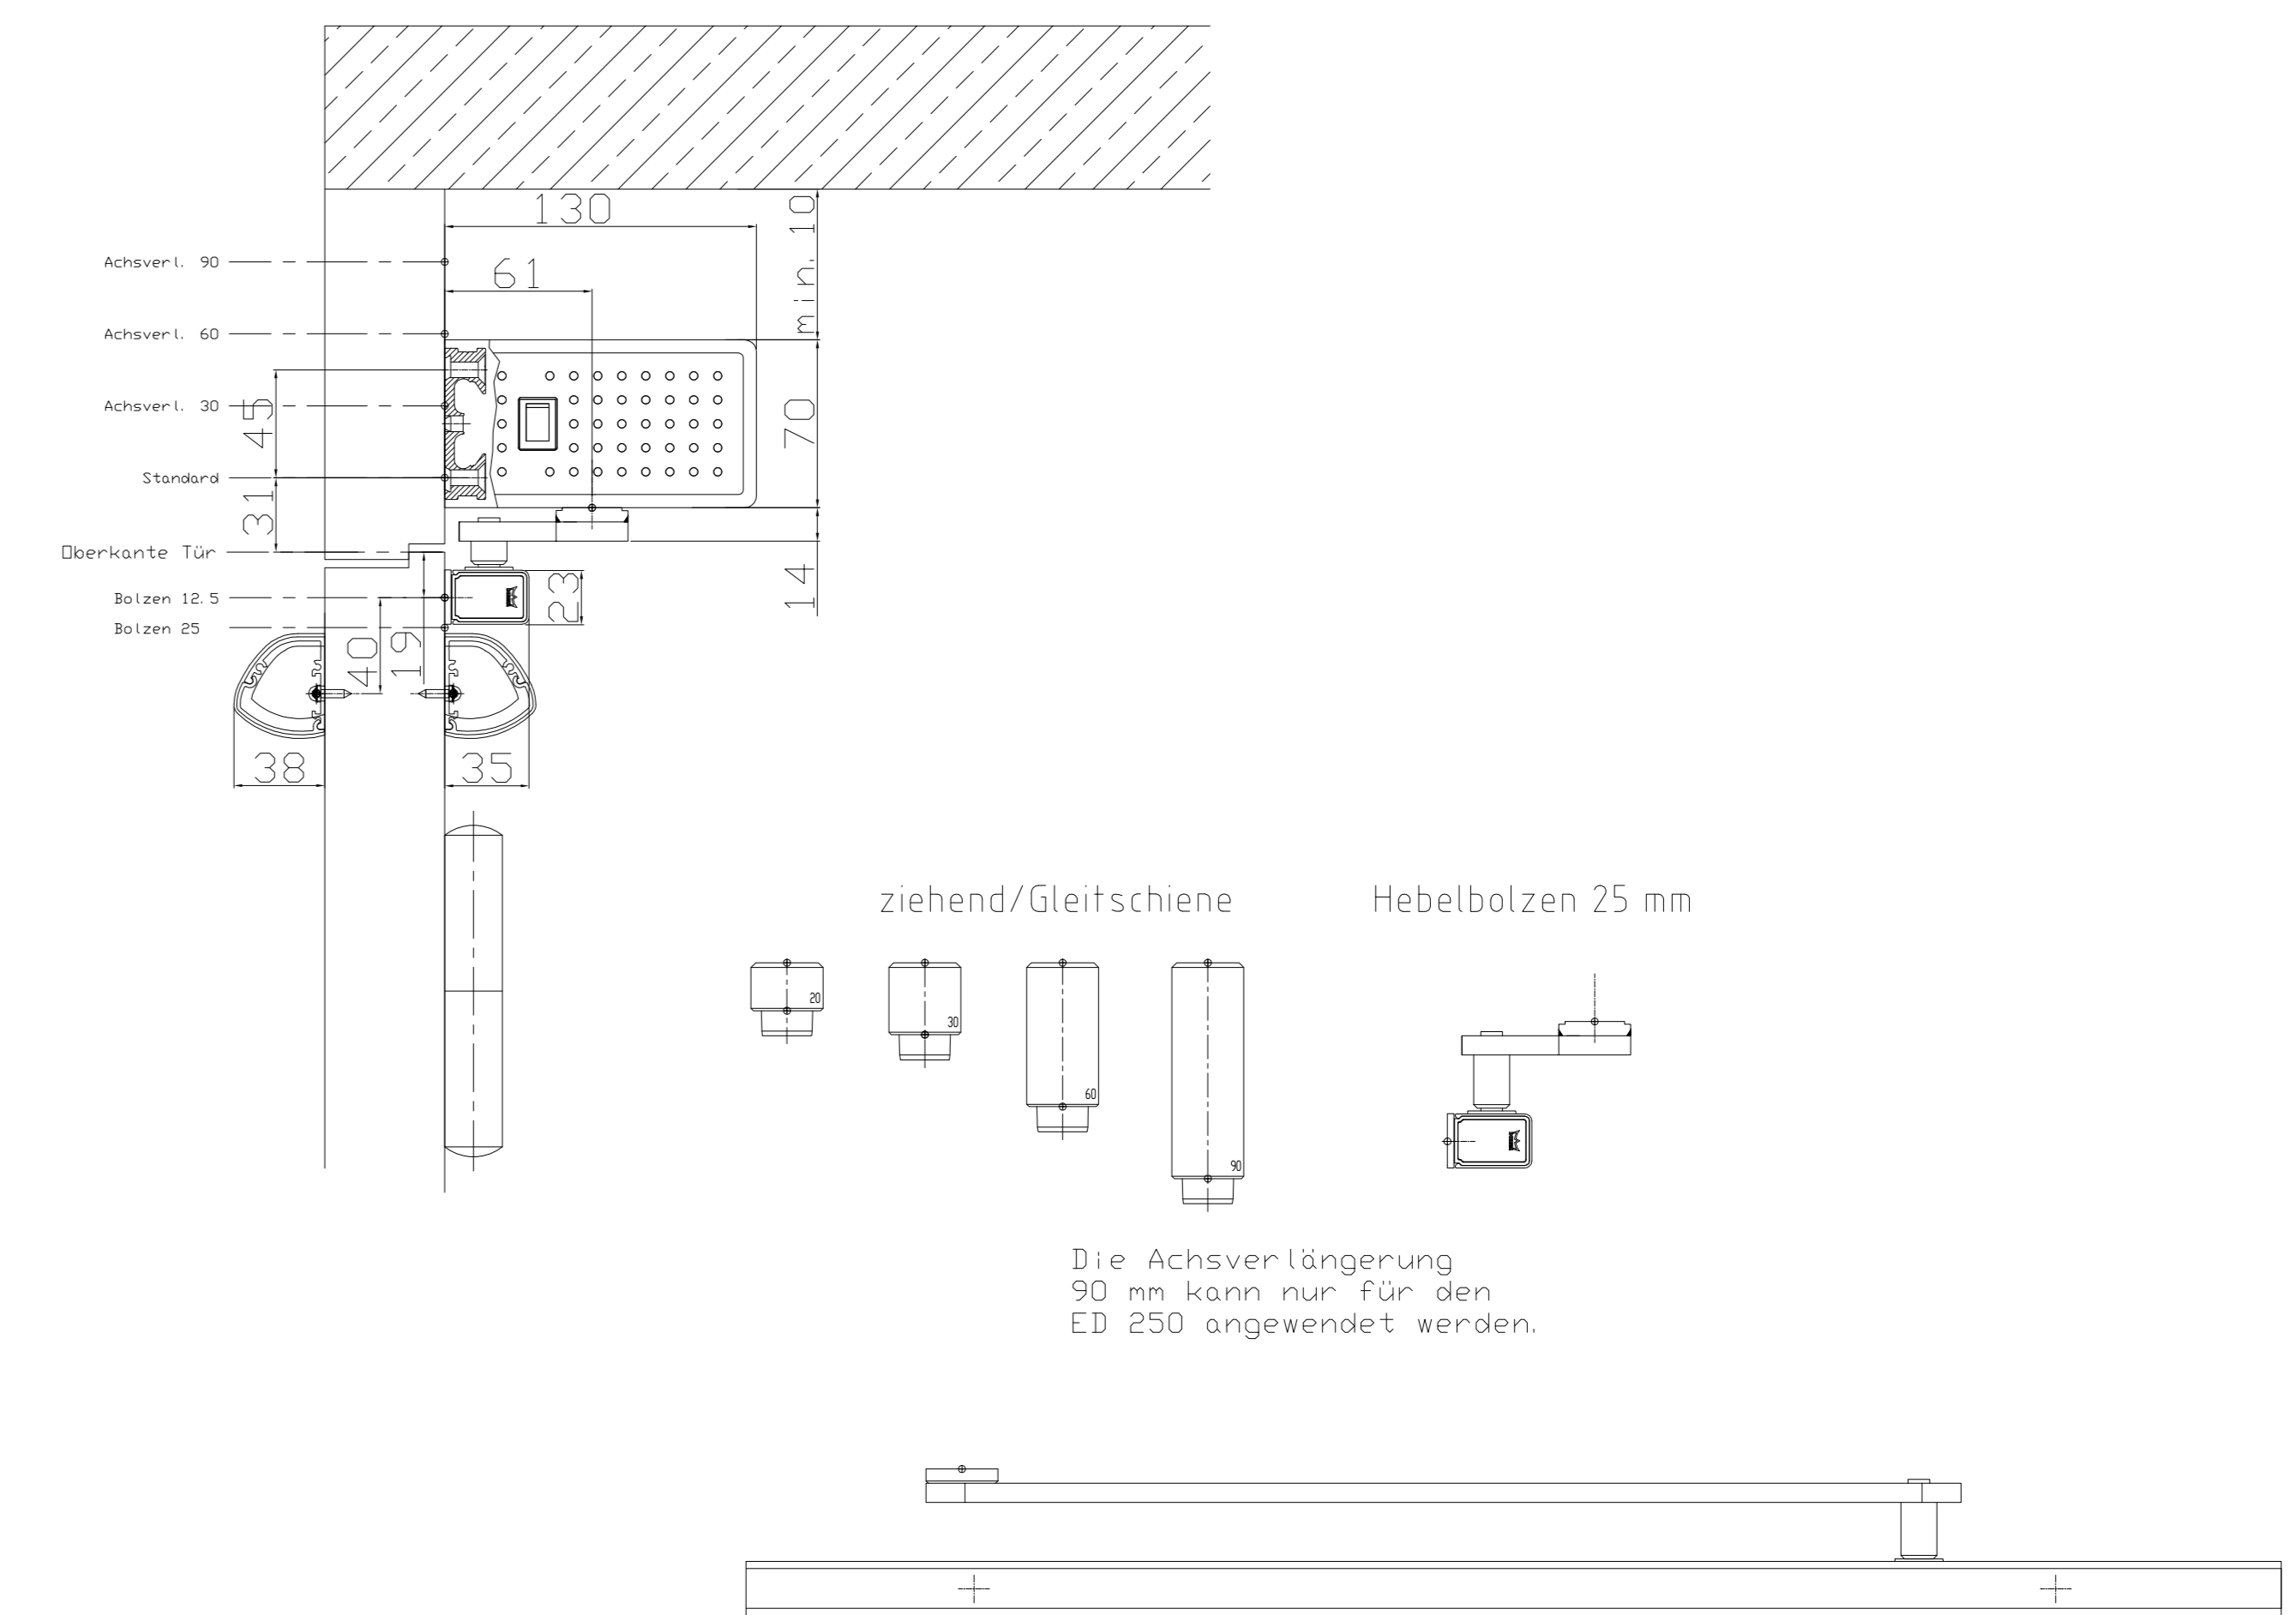 130
min. 10
61
Achsverl. 90
Achsverl. 60
Achsverl. 30
45
70
Standard
31
Oberkante Tür
14
23
Bolzen 12.5
Bolzen 25
40
19
38
35
ziehend/Gleitschiene
Hebelbolzen 25 mm
20
30
60
90
Die Achsverlängerung
90 mm kann nur für den
ED 250 angewendet werden.